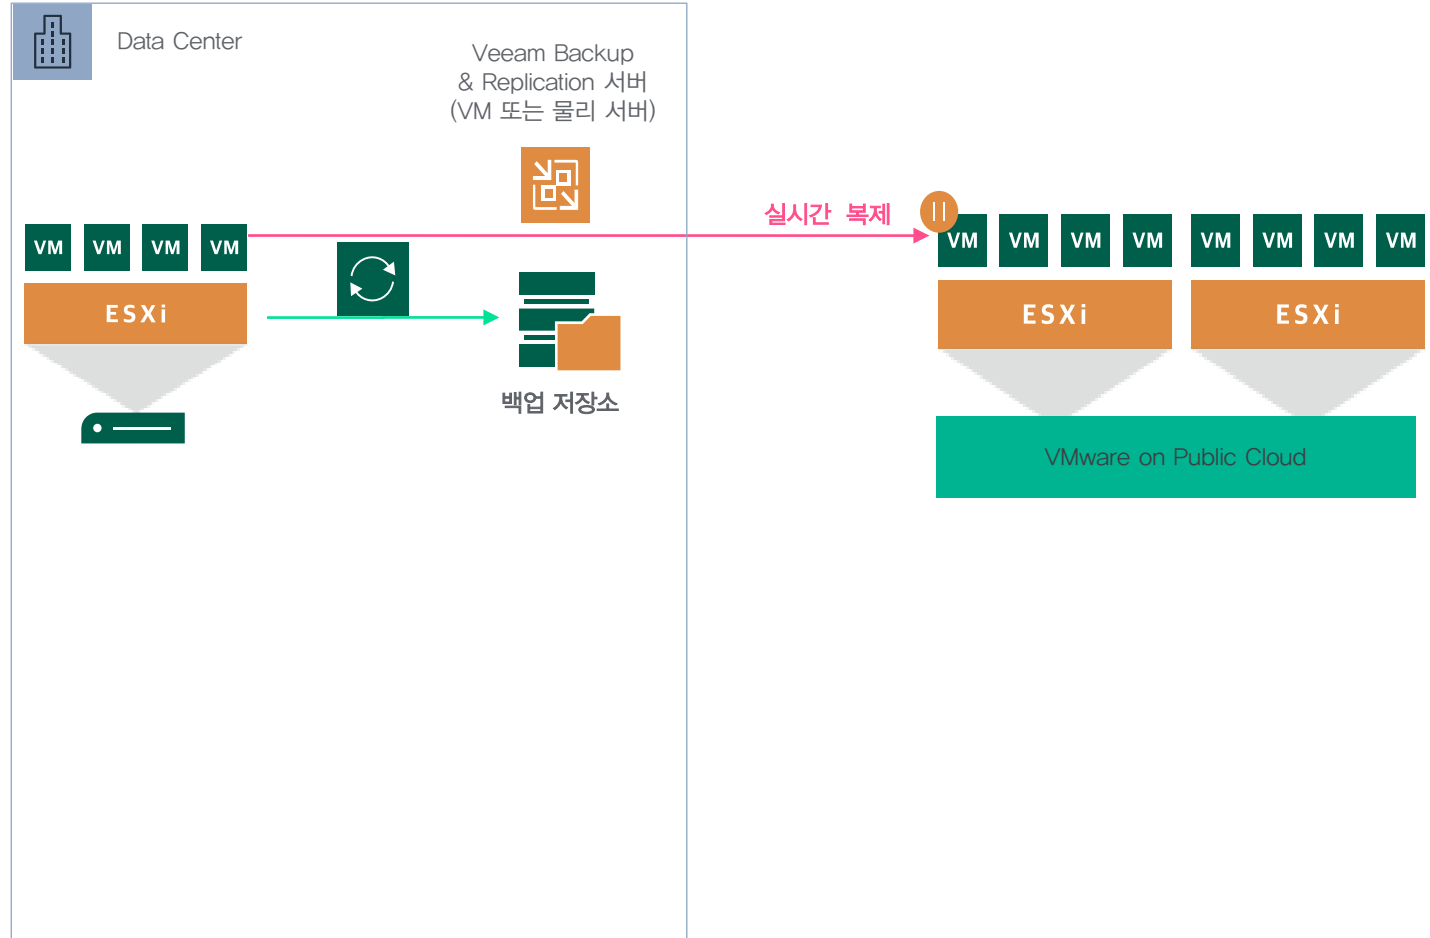 Data Center
Veeam Backup
& Replication 서버
(VM 또는 물리 서버)
실시간 복제
VM VM VM VM
ESXi
백업 저장소
VM VM VM VM VM VM VM VM
ESXi ESXi
VMware on Public Cloud